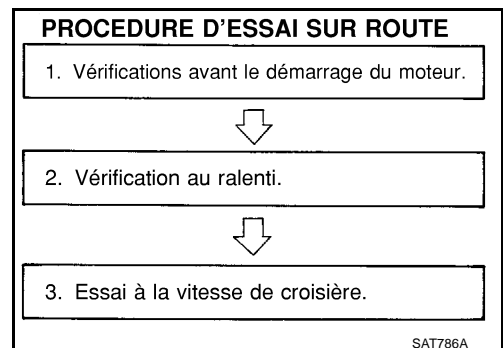 PROCEDURE D'ESSAI SUR ROUTE
1. Vérifications avant le démarrage du moteur.
2. Vérification au ralenti.
3. Essai à la vitesse de croisière.
SAT786A